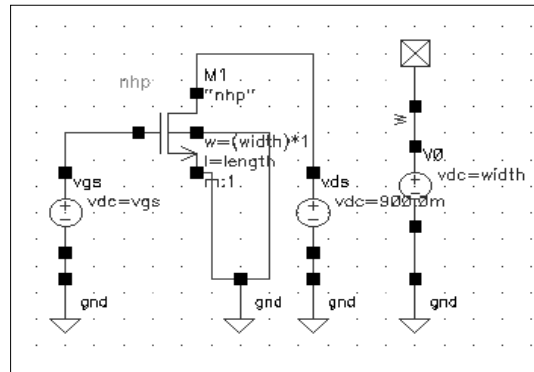 nhp
M1
"nhp"
w=(width)*1
l=length
m:1
vgs
vdc=vgs
vds
vdc=900.0m
W
V0
vdc=width
gnd
gnd
gnd
gnd